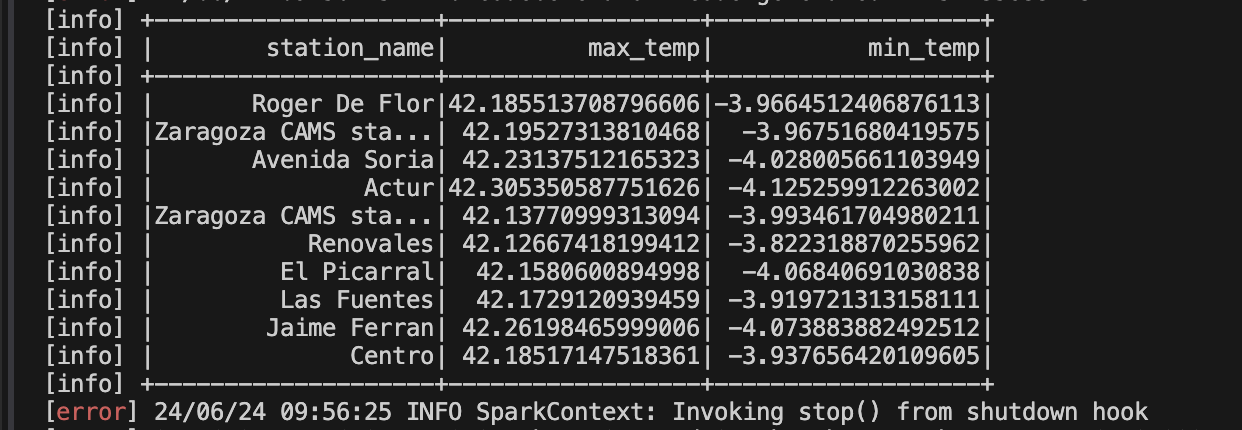 [info] +--------------------+------------------+-------------------+
[info] |        station_name|          max_temp|           min_temp|
[info] +--------------------+------------------+-------------------+
[info] |       Roger De Flor|42.185513708796606|-3.9664512406876113|
[info] |Zaragoza CAMS sta...| 42.19527313810468|  -3.96751680419575|
[info] |       Avenida Soria| 42.23137512165323| -4.028005661103949|
[info] |               Actur|42.305350587751626| -4.125259912263002|
[info] |Zaragoza CAMS sta...| 42.13770999313094| -3.993461704980211|
[info] |           Renovales| 42.12667418199412| -3.822318870255962|
[info] |         El Picarral|  42.1580600894998|  -4.06840691030838|
[info] |         Las Fuentes|  42.1729120939459| -3.919721313158111|
[info] |        Jaime Ferran| 42.26198465999006| -4.073883882492512|
[info] |              Centro| 42.18517147518361| -3.937656420109605|
[info] +--------------------+------------------+-------------------+
[error] 24/06/24 09:56:25 INFO SparkContext: Invoking stop() from shutdown hook